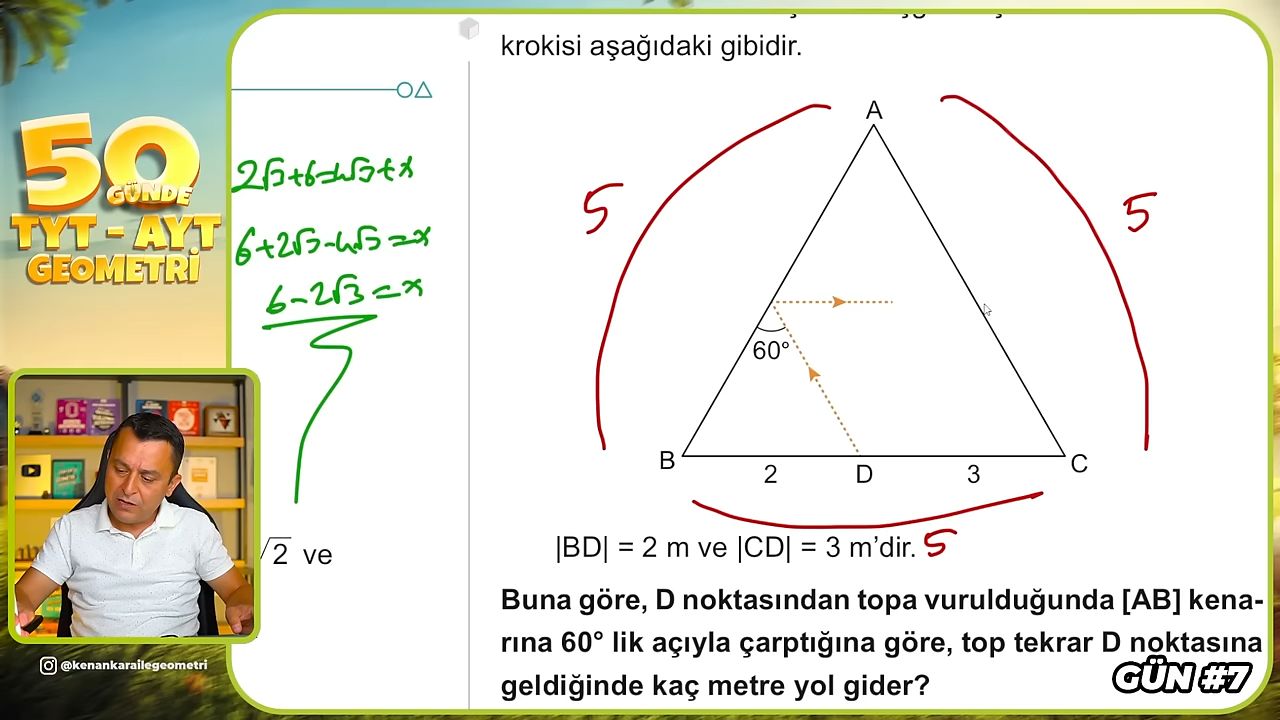 50
GÜNDE
TYT - AYT
GEOMETRİ
2√3+6=4√3+x
6+2√3-4√3=x
6-2√3=x
√2 ve
@kenankarailegeometri
krokisi aşağıdaki gibidir.
A
5
5
60°
B
2
D
3
C
|BD| = 2 m ve |CD| = 3 m’dir. 5
Buna göre, D noktasından topa vurulduğunda [AB] kena-
rına 60° lik açıyla çarptığına göre, top tekrar D noktasına
geldiğinde kaç metre yol gider?
GÜN #7